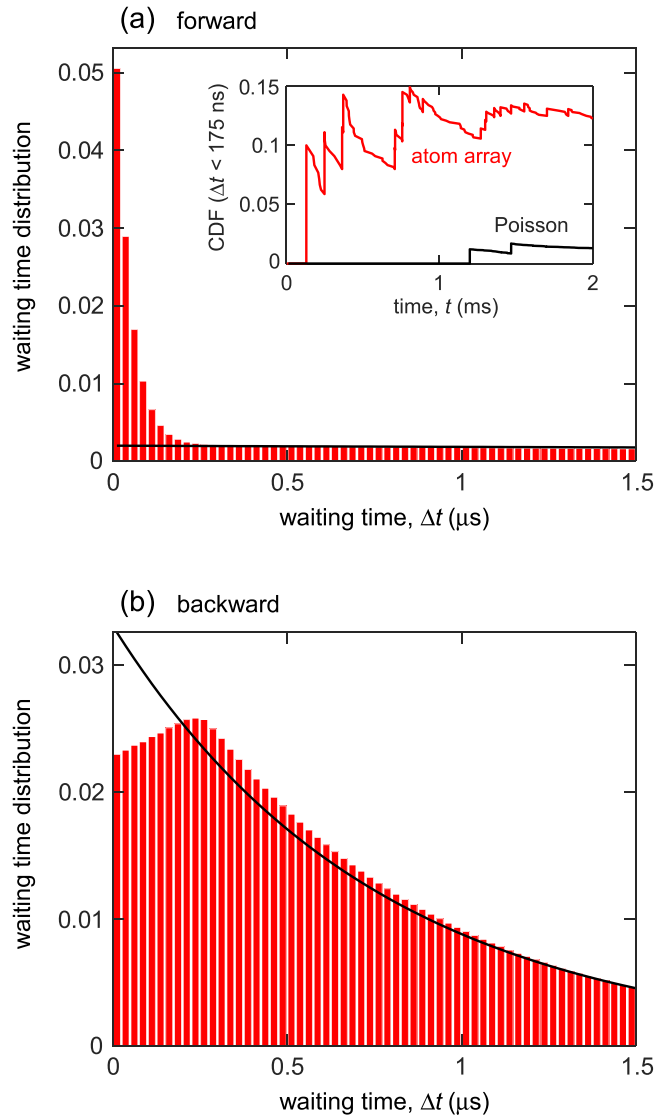 (a) forward
0.05
0.04
0.03
0.02
0.01
0
waiting time distribution
0
0.5
1
1.5
waiting time, Δt (μs)
0.15
0.1
0.05
0
CDF (Δt < 175 ns)
atom array
Poisson
0
1
2
time, t (ms)
(b) backward
0.03
0.02
0.01
0
waiting time distribution
0
0.5
1
1.5
waiting time, Δt (μs)